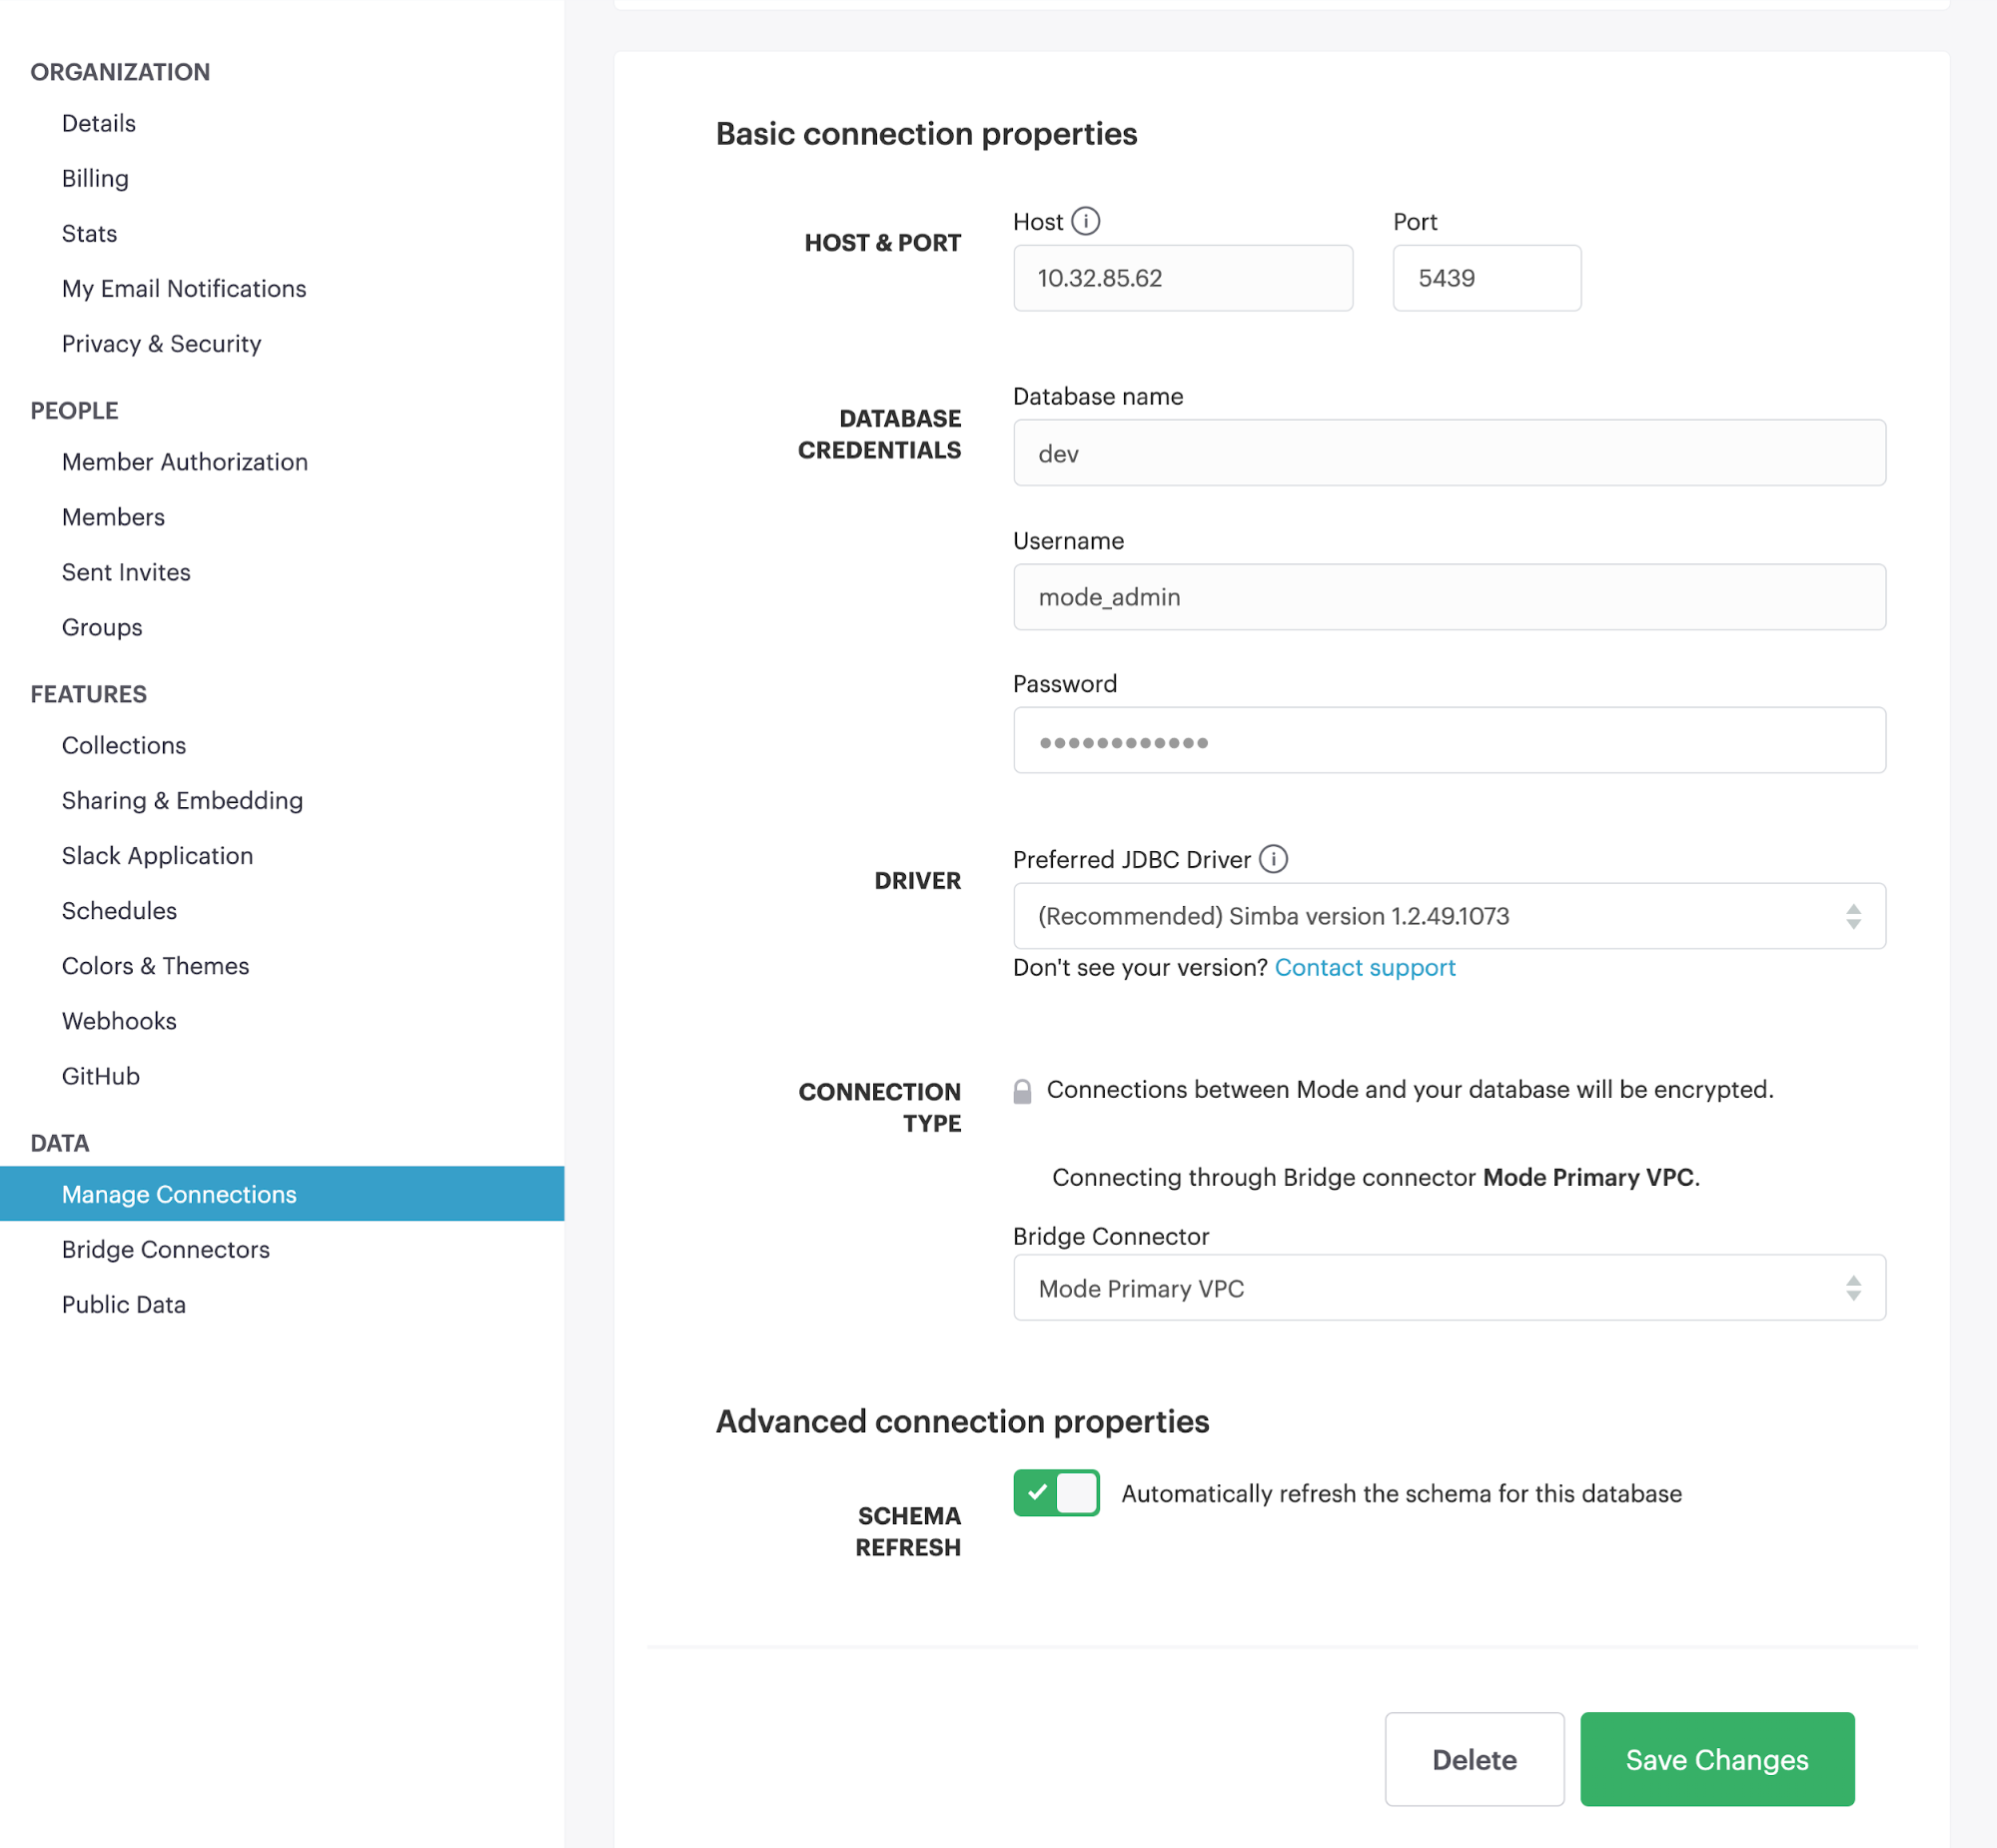 ORGANIZATION
Details
Billing
Stats
My Email Notifications
Privacy & Security
PEOPLE
Member Authorization
Members
Sent Invites
Groups
FEATURES
Collections
Sharing & Embedding
Slack Application
Schedules
Colors & Themes
Webhooks
GitHub
DATA
Manage Connections
Bridge Connectors
Public Data
Basic connection properties
HOST & PORT
Host
Port
10.32.85.62
5439
DATABASE
CREDENTIALS
Database name
dev
Username
mode_admin
Password
••••••••••••
DRIVER
Preferred JDBC Driver
(Recommended) Simba version 1.2.49.1073
Don't see your version? Contact support
CONNECTION
TYPE
Connections between Mode and your database will be encrypted.
Connecting through Bridge connector Mode Primary VPC.
Bridge Connector
Mode Primary VPC
Advanced connection properties
SCHEMA
REFRESH
Automatically refresh the schema for this database
Delete
Save Changes